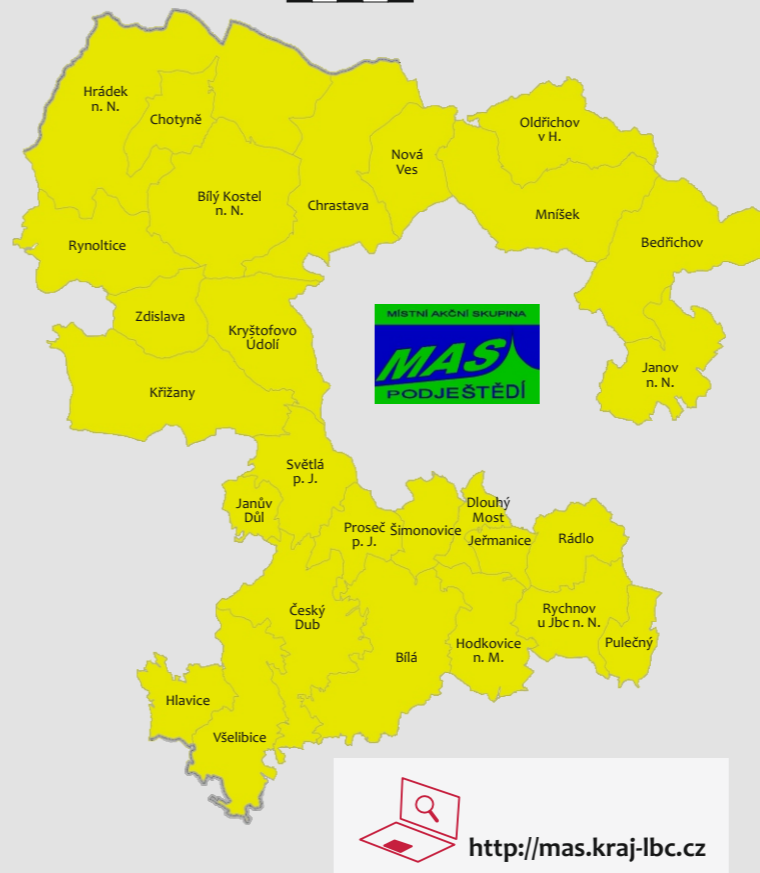 Hrádek
n. N.
Chotyně
Oldřichov
v H.
Nová
Ves
Bílý Kostel
n. N.
Chrastava
Mníšek
Bedřichov
Rynoltice
Zdislava
Kryštofovo
Údolí
MÍSTNÍ AKČNÍ SKUPINA
MAS
PODJEŠTĚDÍ
Janov
n. N.
Křižany
Světlá
p. J.
Janův
Důl
Proseč
p. J.
Šimonovice
Dlouhý
Most
Jeřmanice
Rádlo
Český
Dub
Bílá
Hodkovice
n. M.
Rychnov
u Jbc n. N.
Pulečný
Hlavice
Všelibice
http://mas.kraj-lbc.cz